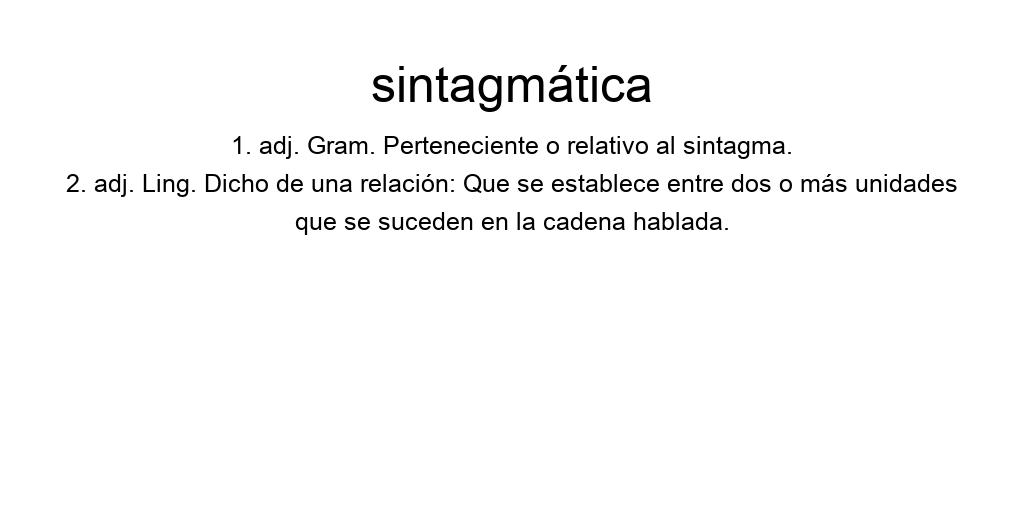 sintagmática
1. adj. Gram. Perteneciente o relativo al sintagma.
2. adj. Ling. Dicho de una relación: Que se establece entre dos o más unidades
que se suceden en la cadena hablada.